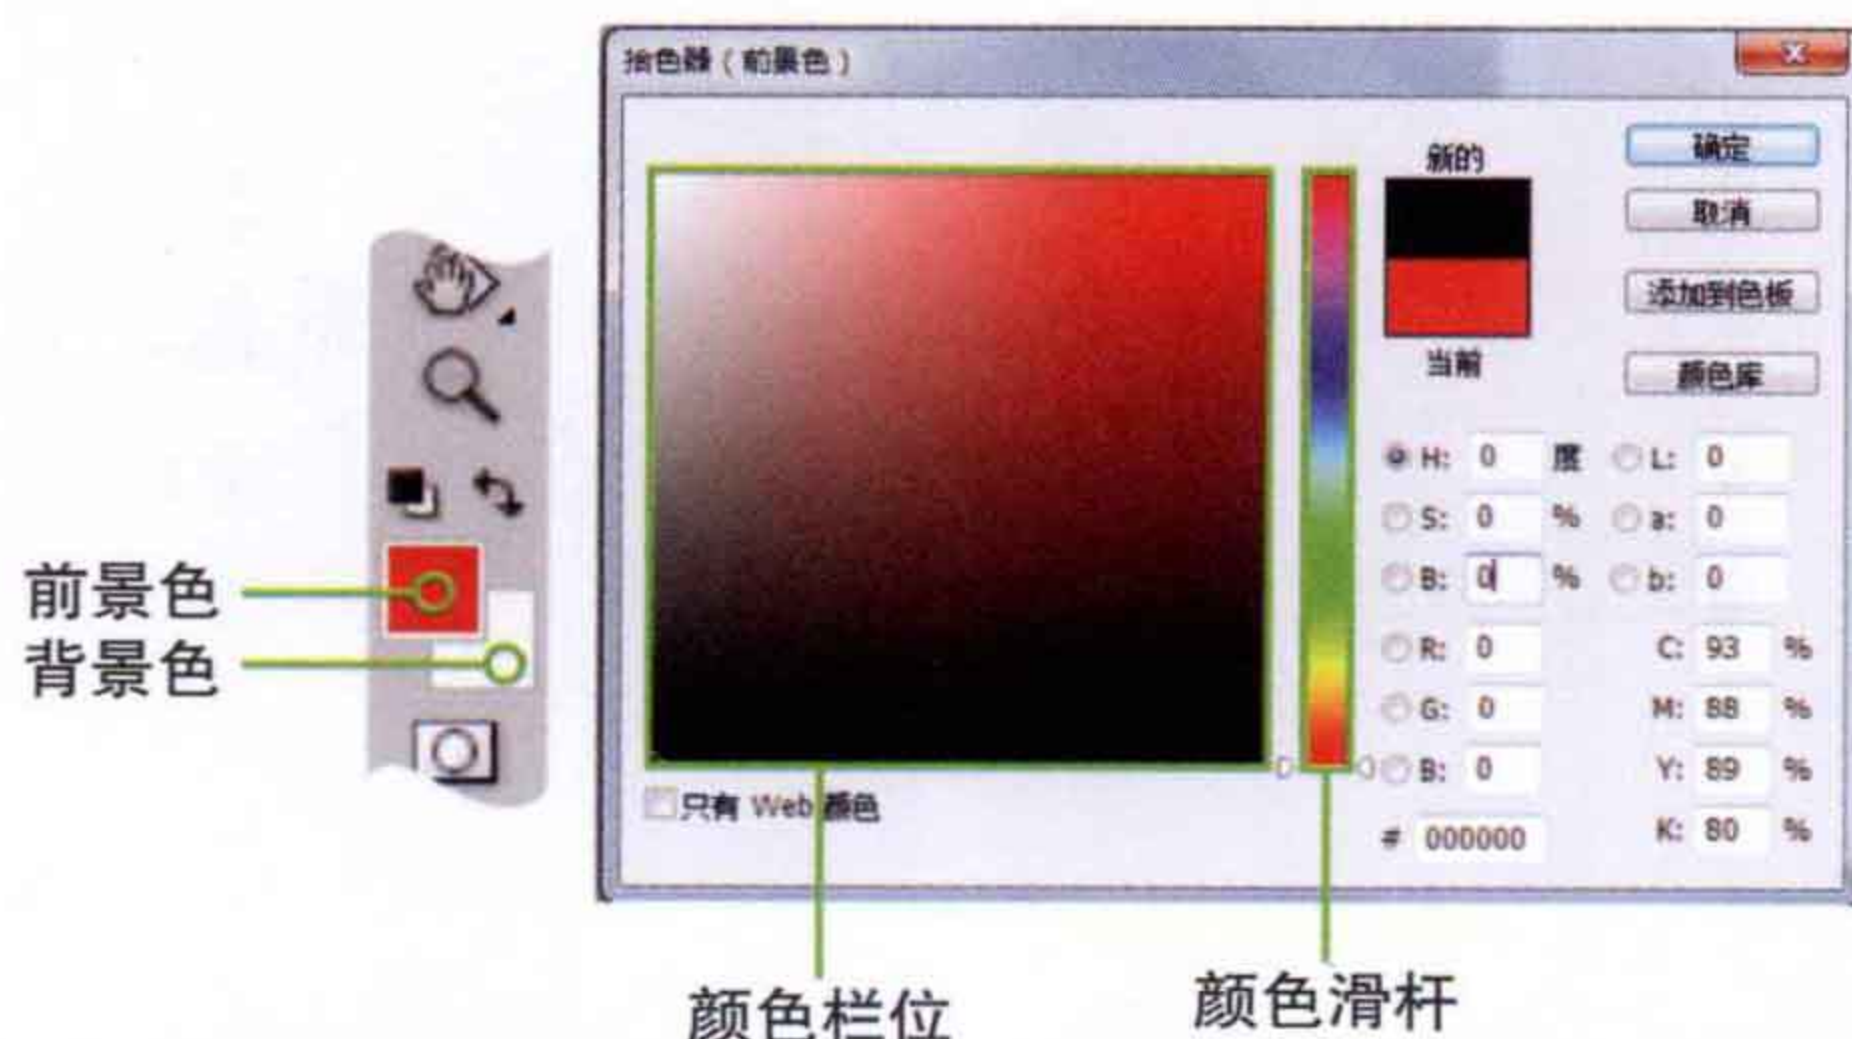 拾色器（前景色）
新的
确定
取消
添加到色板
当前
颜色库
H: 0 度 L: 0
S: 0 % a: 0
B: 0 % b: 0
R: 0 C: 93 %
G: 0 M: 88 %
B: 0 Y: 89 %
# 000000 K: 80 %
只有 Web 颜色
前景色
背景色
颜色栏位
颜色滑杆